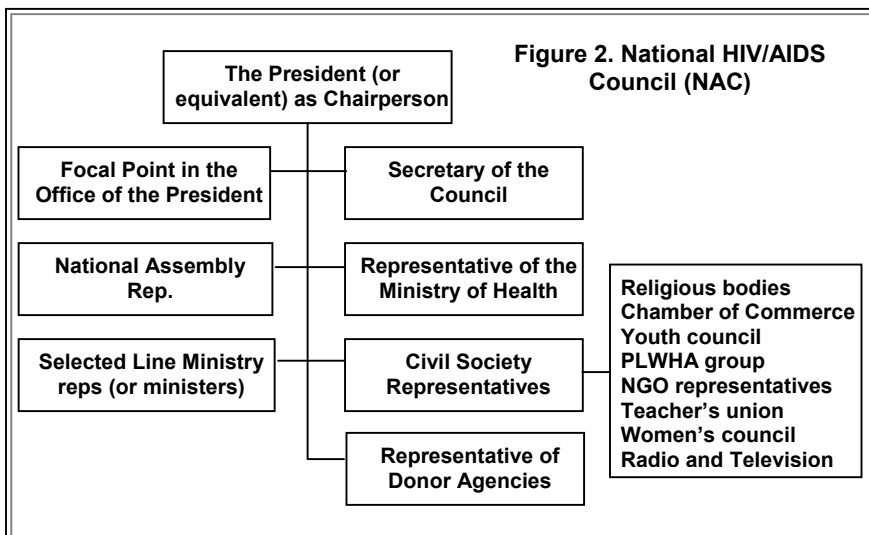 Figure 2. National HIV/AIDS
Council (NAC)
The President (or
equivalent) as Chairperson
Focal Point in the
Office of the President
Secretary of the
Council
National Assembly
Rep.
Representative of the
Ministry of Health
Selected Line Ministry
reps (or ministers)
Civil Society
Representatives
Religious bodies
Chamber of Commerce
Youth council
PLWHA group
NGO representatives
Teacher’s union
Women’s council
Radio and Television
Representative of
Donor Agencies